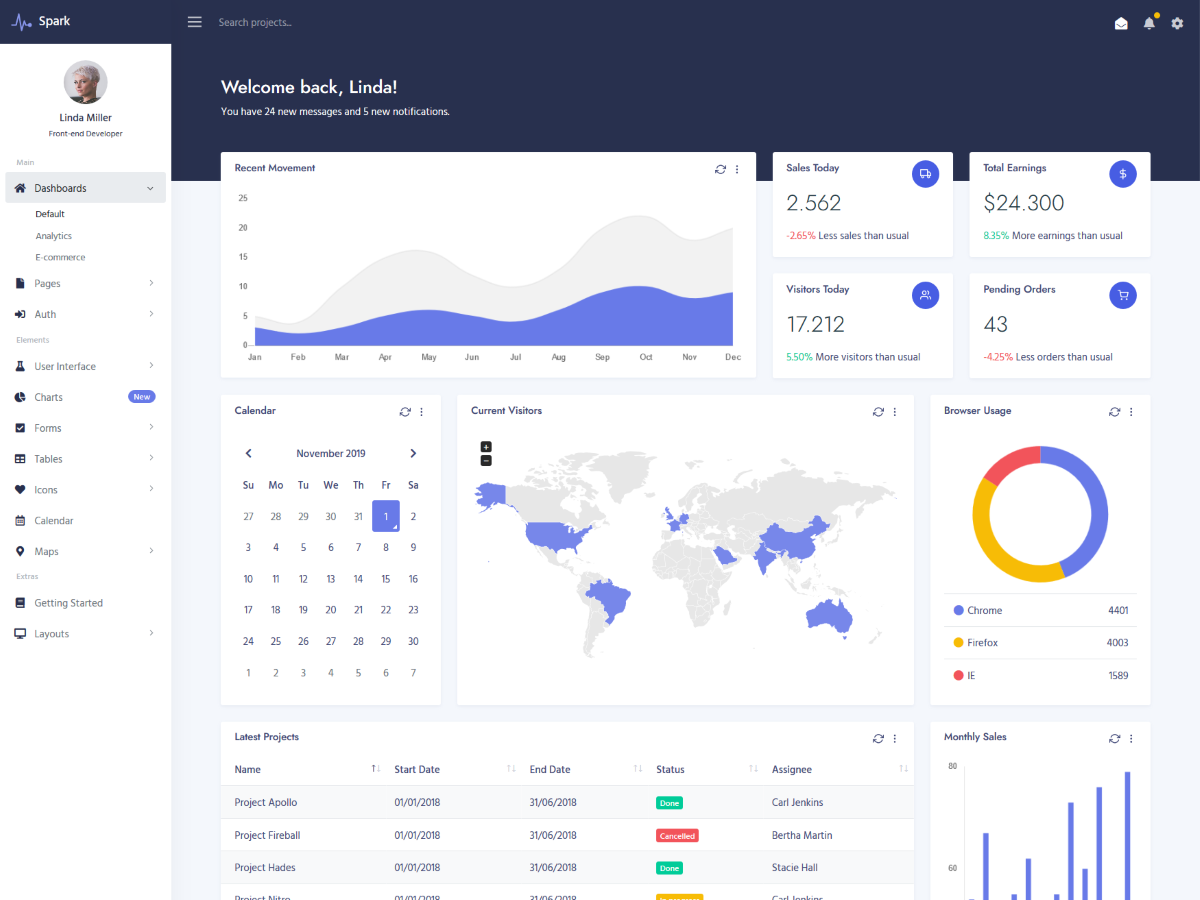 Spark
Search projects...
Linda Miller
Front-end Developer
Main
Dashboards
Default
Analytics
E-commerce
Pages
Auth
Elements
User Interface
Charts New
Forms
Tables
Icons
Calendar
Maps
Extras
Getting Started
Layouts
Welcome back, Linda!
You have 24 new messages and 5 new notifications.
Recent Movement
25
20
15
10
5
0
Jan Feb Mar Apr May Jun Jul Aug Sep Oct Nov Dec
Sales Today
2.562
-2.65% Less sales than usual
Total Earnings
$
$24.300
8.35% More earnings than usual
Visitors Today
17.212
5.50% More visitors than usual
Pending Orders
43
-4.25% Less orders than usual
Calendar
November 2019
Su Mo Tu We Th Fr Sa
27 28 29 30 31 1 2
3 4 5 6 7 8 9
10 11 12 13 14 15 16
17 18 19 20 21 22 23
24 25 26 27 28 29 30
1 2 3 4 5 6 7
Current Visitors
+
−
Browser Usage
Chrome 4401
Firefox 4003
IE 1589
Latest Projects
Name Start Date End Date Status Assignee
Project Apollo 01/01/2018 31/06/2018 Done Carl Jenkins
Project Fireball 01/01/2018 31/06/2018 Cancelled Bertha Martin
Project Hades 01/01/2018 31/06/2018 Done Stacie Hall
Project Nitro 01/01/2018 31/06/2018 Carl Jenkins
Monthly Sales
80
60